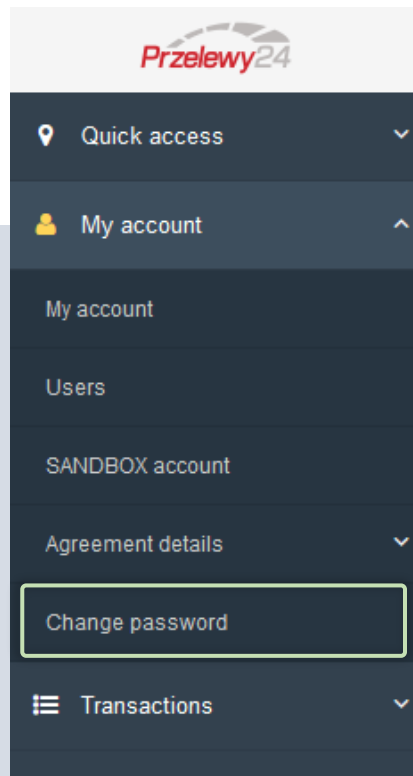 Przelewy24
Quick access
My account
My account
Users
SANDBOX account
Agreement details
Change password
Transactions